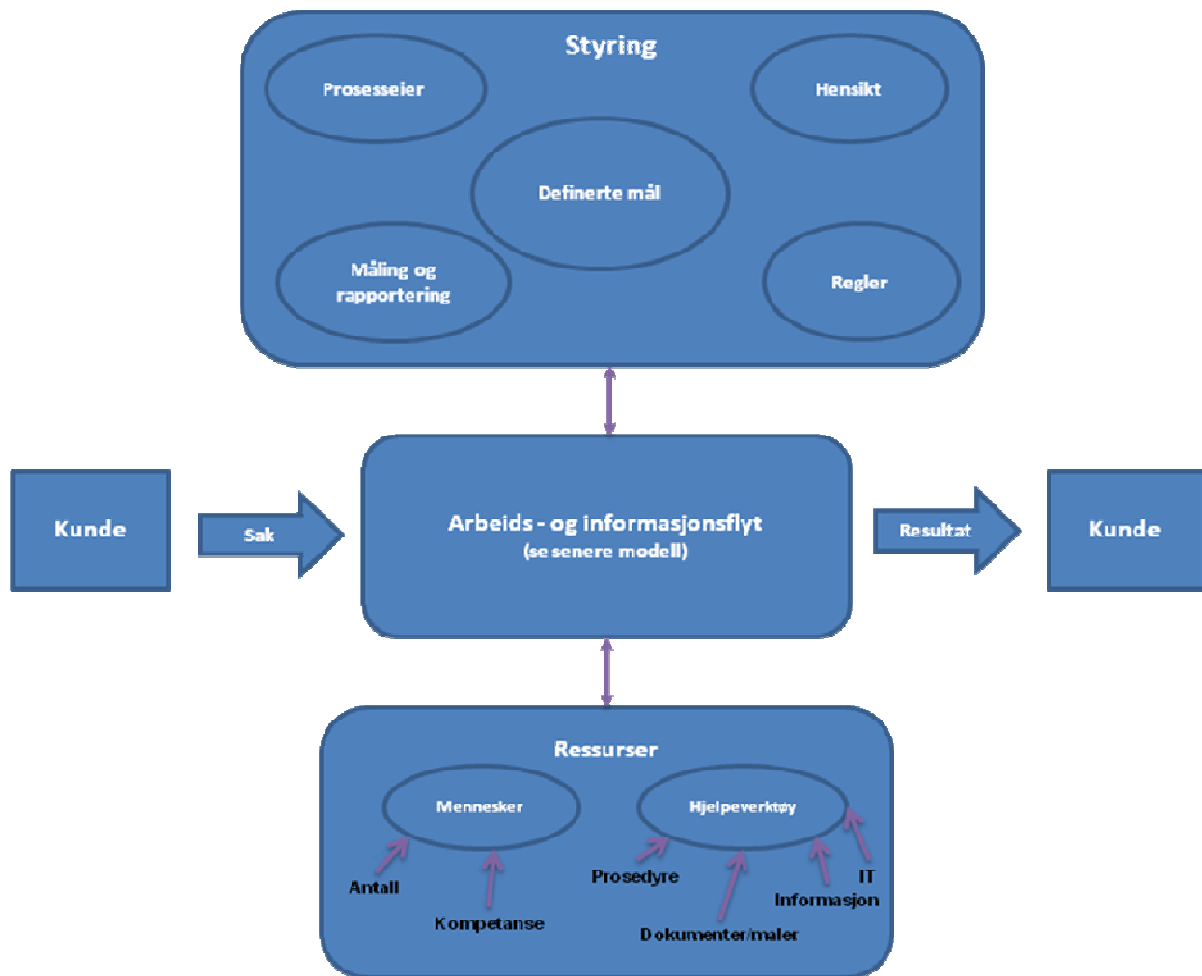 Styring
Prosesseier
Hensikt
Definerte mål
Måling og
rapportering
Regler
Kunde
Sak
Arbeids - og informasjonsflyt
(se senere modell)
Resultat
Kunde
Ressurser
Mennesker
Hjelpeverktøy
Antall
Kompetanse
Prosedyre
Dokumenter/maler
Informasjon
IT